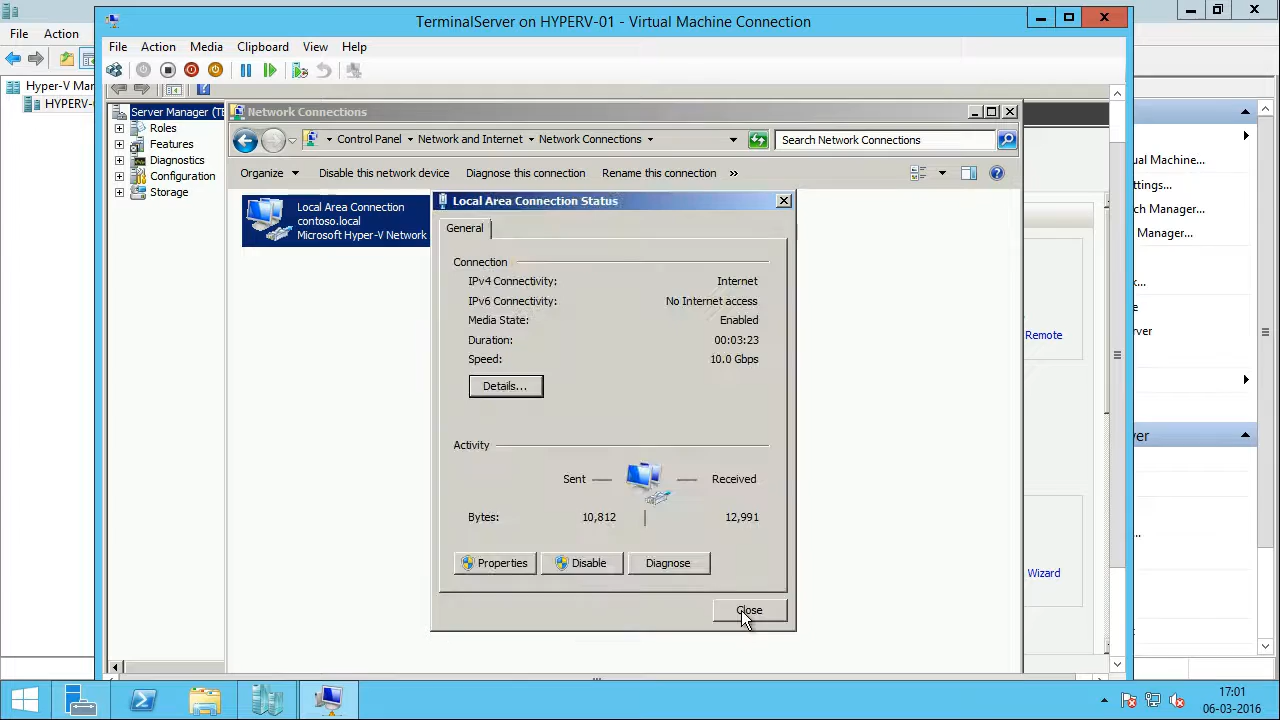 TerminalServer on HYPERV-01 - Virtual Machine Connection
File Action
File Action Media Clipboard View Help
Hyper-V Mar
HYPERV-
Server Manager (TE
Roles
Features
Diagnostics
Configuration
Storage
Network Connections
Control Panel Network and Internet Network Connections
Search Network Connections
Organize Disable this network device Diagnose this connection Rename this connection »
Local Area Connection
contoso.local
Microsoft Hyper-V Network
Local Area Connection Status
General
Connection
IPv4 Connectivity: Internet
IPv6 Connectivity: No Internet access
Media State: Enabled
Duration: 00:03:23
Speed: 10.0 Gbps
Details...
Activity
Sent Received
Bytes: 10,812 12,991
Properties Disable Diagnose
Close
Remote
Wizard
ual Machine...
ttings...
ch Manager...
Manager...
k...
e
rver
ver
17:01
06-03-2016